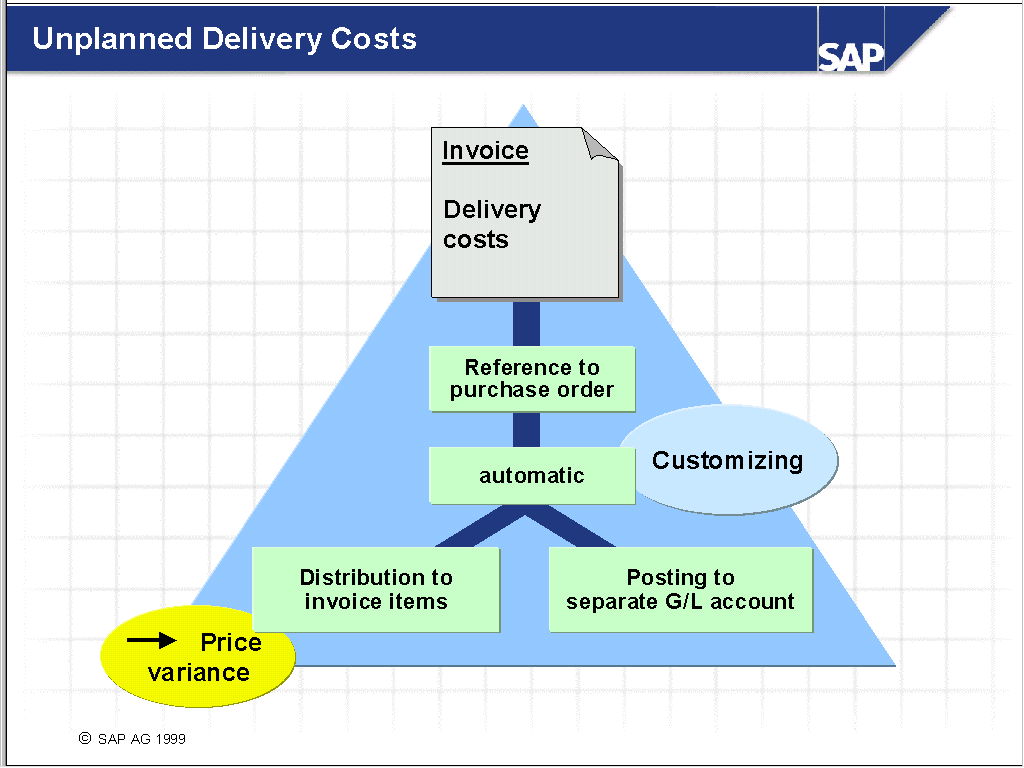 Unplanned Delivery Costs
SAP
Invoice
Delivery
costs
Reference to
purchase order
automatic
Customizing
Distribution to
invoice items
Posting to
separate G/L account
Price
variance
© SAP AG 1999